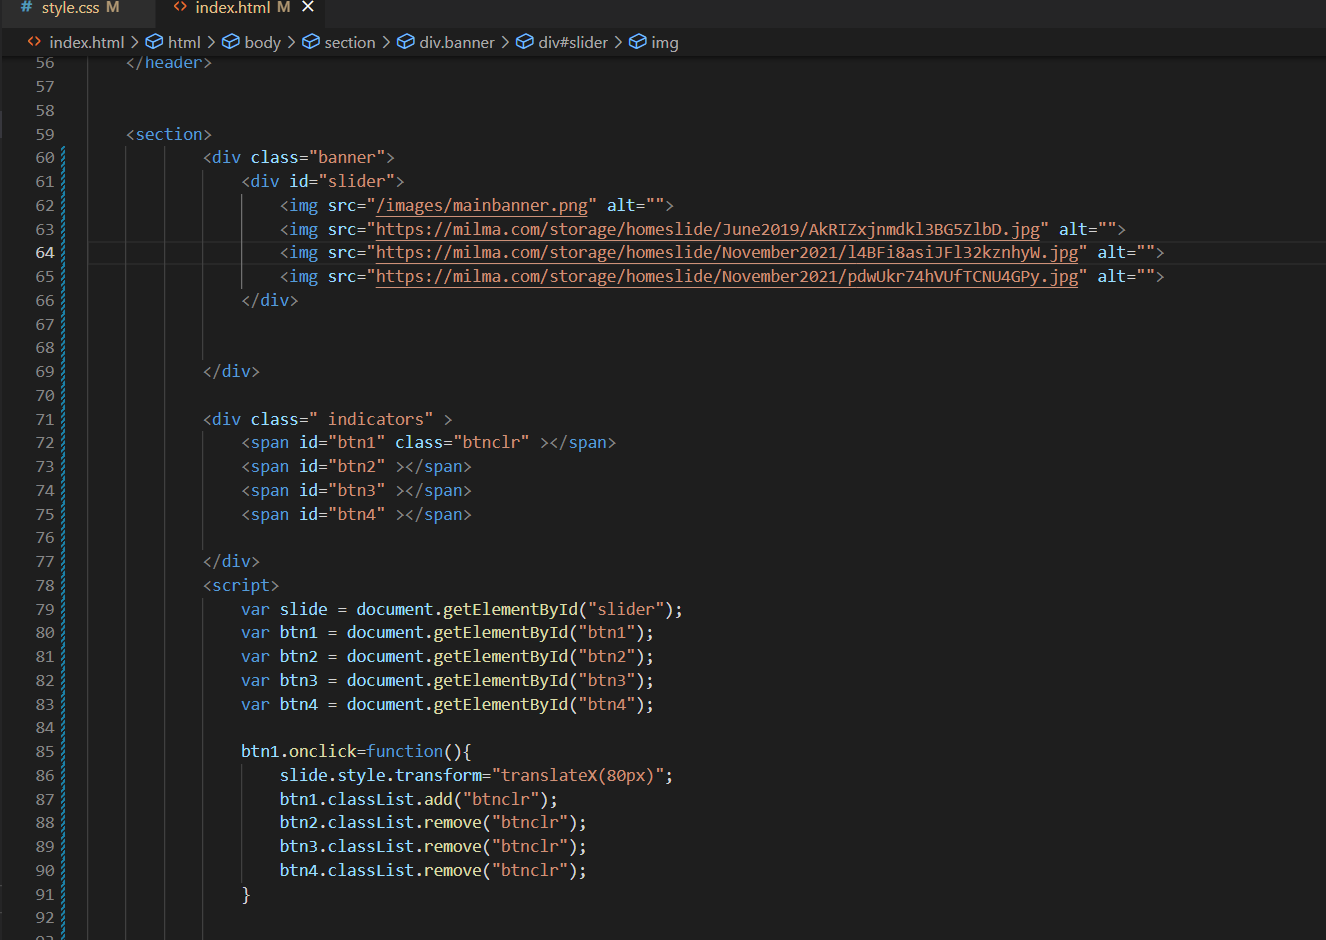 # style.css M <> index.html M ×
<> index.html > html > body > section > div.banner > div#slider > img
56 </header>
57
58
59 <section>
60 <div class="banner">
61 <div id="slider">
62 <img src="/images/mainbanner.png" alt="">
63 <img src="https://milma.com/storage/homeslide/June2019/AkRIZxjnmdkl3BG5ZlbD.jpg" alt="">
64 <img src="https://milma.com/storage/homeslide/November2021/l4BFi8asiJFl32kznhyW.jpg" alt="">
65 <img src="https://milma.com/storage/homeslide/November2021/pdwUkr74hVUfTCNU4GPy.jpg" alt="">
66 </div>
67
68
69 </div>
70
71 <div class=" indicators" >
72 <span id="btn1" class="btnclr" ></span>
73 <span id="btn2" ></span>
74 <span id="btn3" ></span>
75 <span id="btn4" ></span>
76
77 </div>
78 <script>
79 var slide = document.getElementById("slider");
80 var btn1 = document.getElementById("btn1");
81 var btn2 = document.getElementById("btn2");
82 var btn3 = document.getElementById("btn3");
83 var btn4 = document.getElementById("btn4");
84
85 btn1.onclick=function(){
86 slide.style.transform="translateX(80px)";
87 btn1.classList.add("btnclr");
88 btn2.classList.remove("btnclr");
89 btn3.classList.remove("btnclr");
90 btn4.classList.remove("btnclr");
91 }
92
93